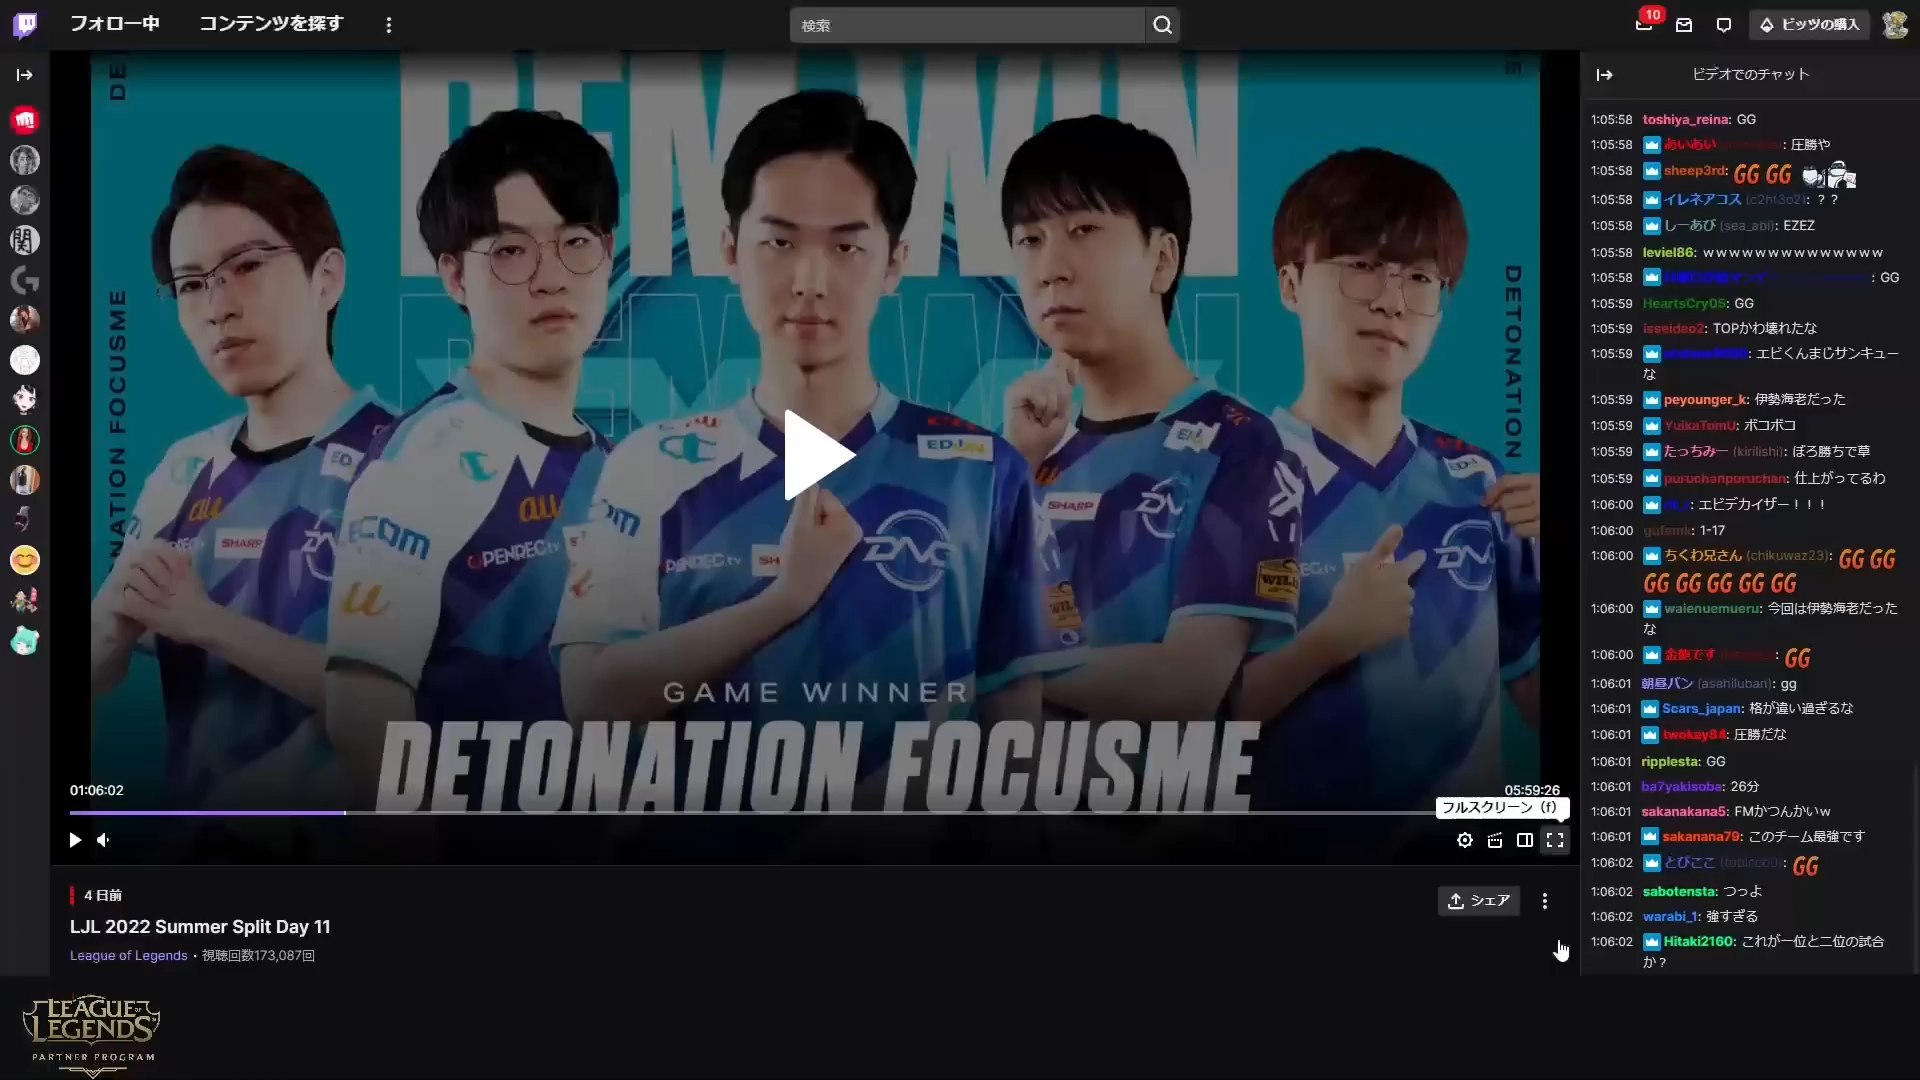 フォロー中
コンテンツを探す
検索
10
ビッツの購入
ビデオでのチャット
DETONATION FOCUSME
DETONATION
EDION
au
au
SHARP
OPENREC.tv
SHARP
GAME WINNER
DETONATION FOCUSME
01:06:02
05:59:26
フルスクリーン（f）
4 日前
シェア
LJL 2022 Summer Split Day 11
League of Legends・視聴回数173,087回
LEAGUE OF
LEGENDS
PARTNER PROGRAM
1:05:58 toshiya_reina: GG
1:05:58 あいあい : 圧勝や
1:05:58 sheep3rd: GG GG
1:05:58 イレネアコス (c2h13o2): ？？
1:05:58 しーあび (sea_abi): EZEZ
1:05:58 leviel86: ｗｗｗｗｗｗｗｗｗｗｗｗｗｗ
1:05:58 : GG
1:05:59 HeartsCry05: GG
1:05:59 isseideo2: TOPかわ壊れたな
1:05:59 : エビくんまじサンキュー
な
1:05:59 peyounger_k: 伊勢海老だった
1:05:59 YuikaTomU: ボコボコ
1:05:59 たっちみー (kirilishi): ぼろ勝ちで草
1:05:59 puruchanpuruchan: 仕上がってるわ
1:06:00 : エビデカイザー！！！
1:06:00 : 1-17
1:06:00 ちくわ兄さん (chikuwaz23): GG GG
GG GG GG GG GG
1:06:00 waienuemueru: 今回は伊勢海老だった
な
1:06:00 金龍です : GG
1:06:01 朝昼バン (asahiluban): gg
1:06:01 Scars_japan: 格が違い過ぎるな
1:06:01 twokey84: 圧勝だな
1:06:01 ripplesta: GG
1:06:01 ba7yakisoba: 26分
1:06:01 sakanakana5: FMかつんかいｗ
1:06:01 sakanana79: このチーム最強です
1:06:02 とびここ : GG
1:06:02 sabotensta: つっよ
1:06:02 warabi_1: 強すぎる
1:06:02 Hitaki2160: これが一位と二位の試合
か？